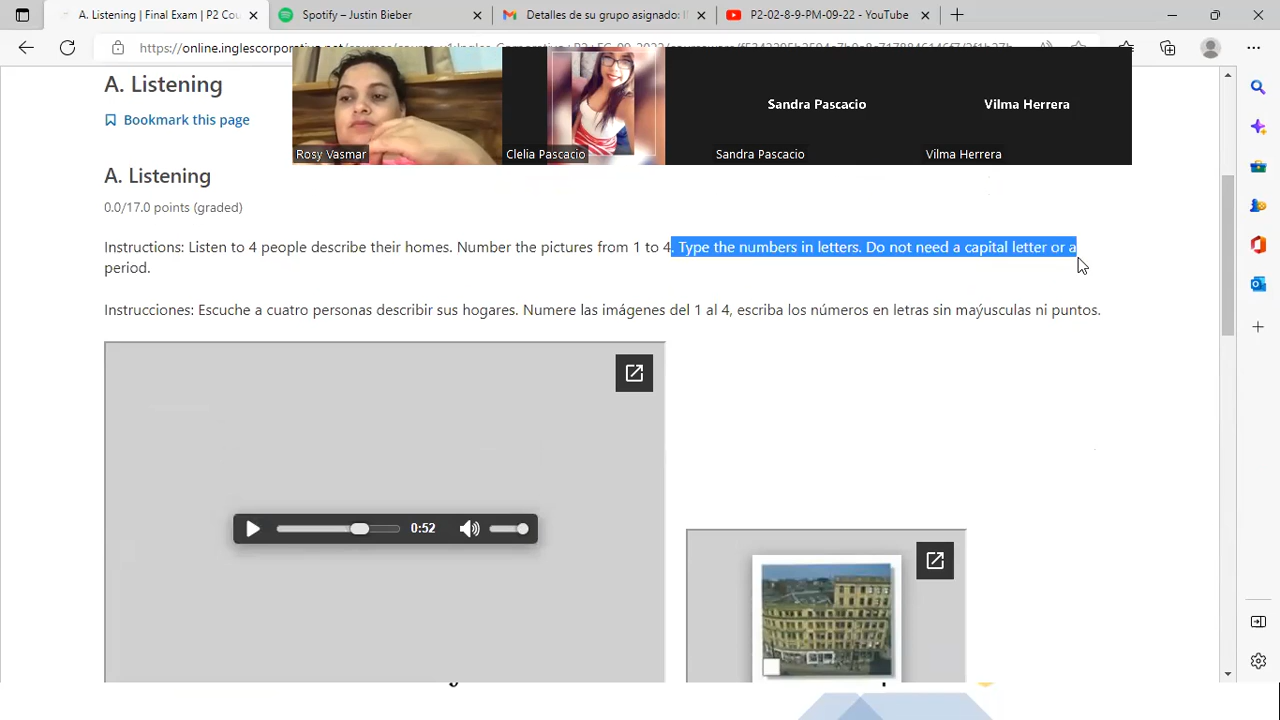 A. Listening | Final Exam | P2 Cou
Spotify – Justin Bieber
Detalles de su grupo asignado: I
P2-02-8-9-PM-09-22 - YouTube
A. Listening
Bookmark this page
Sandra Pascacio
Vilma Herrera
Rosy Vasmar
Clelia Pascacio
Sandra Pascacio
Vilma Herrera
A. Listening
0.0/17.0 points (graded)
Instructions: Listen to 4 people describe their homes. Number the pictures from 1 to 4. Type the numbers in letters. Do not need a capital letter or a
period.
Instrucciones: Escuche a cuatro personas describir sus hogares. Numere las imágenes del 1 al 4, escriba los números en letras sin maýusculas ni puntos.
0:52